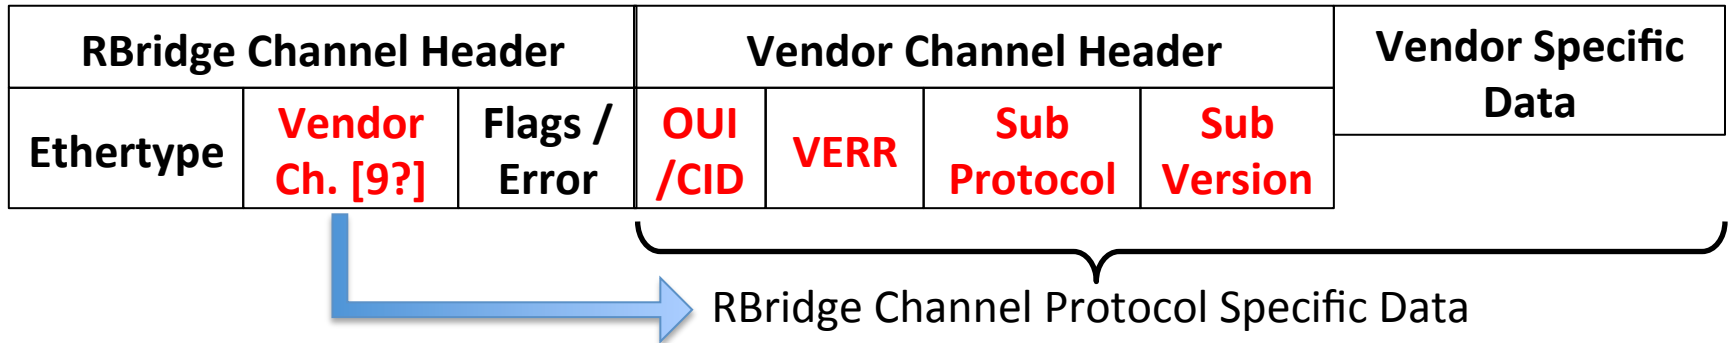 RBridge Channel Header
Vendor Channel Header
Vendor Specific
Data
Ethertype
Vendor
Ch. [9?]
Flags /
Error
OUI
/CID
VERR
Sub
Protocol
Sub
Version
RBridge Channel Protocol Specific Data